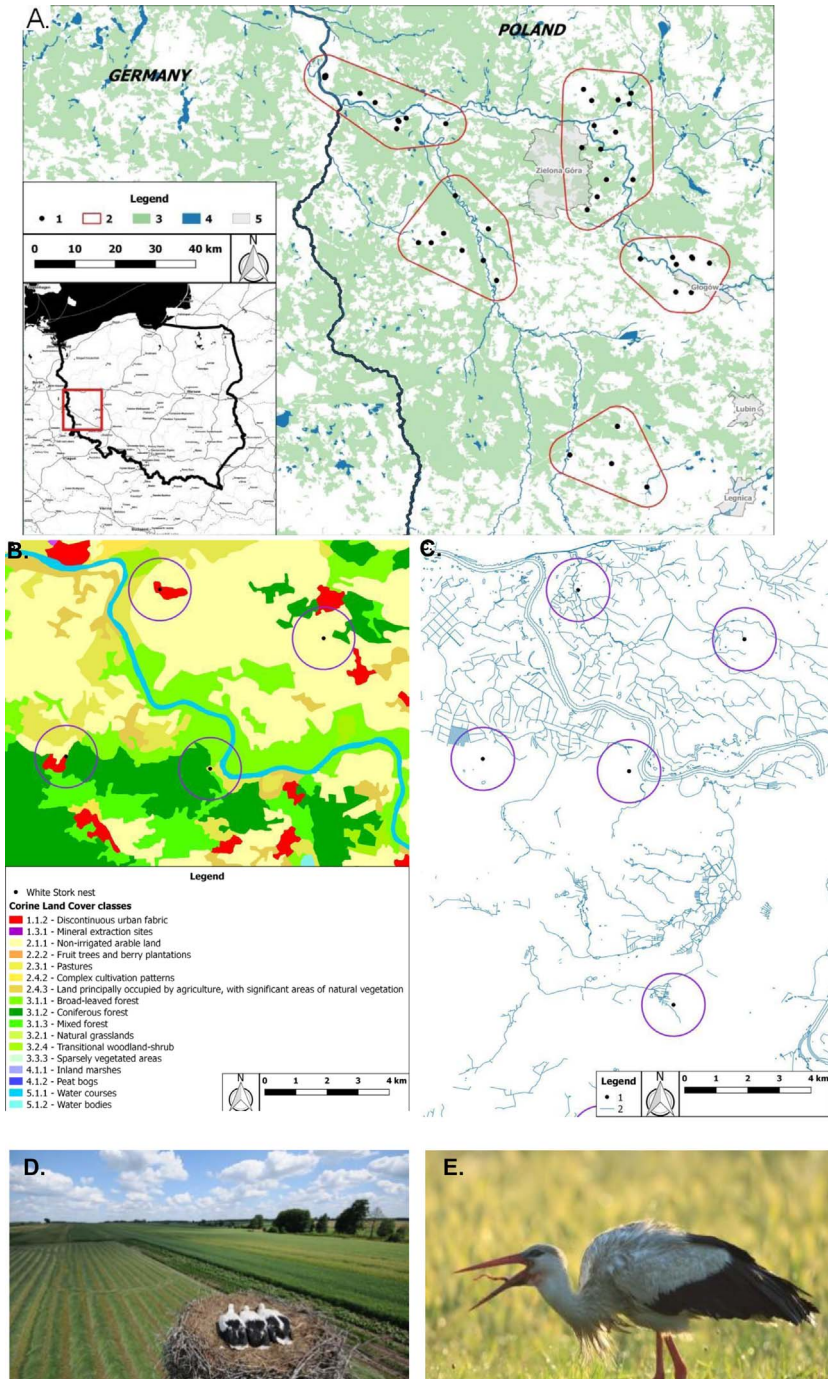 A.
POLAND
GERMANY
Zielona Góra
Głogów
Lubin
Legnica
Legend
1 2 3 4 5
0 10 20 30 40 km
N
B.
Legend
White Stork nest
Corine Land Cover classes
1.1.2 - Discontinuous urban fabric
1.3.1 - Mineral extraction sites
2.1.1 - Non-irrigated arable land
2.2.2 - Fruit trees and berry plantations
2.3.1 - Pastures
2.4.2 - Complex cultivation patterns
2.4.3 - Land principally occupied by agriculture, with significant areas of natural vegetation
3.1.1 - Broad-leaved forest
3.1.2 - Coniferous forest
3.1.3 - Mixed forest
3.2.1 - Natural grasslands
3.2.4 - Transitional woodland-shrub
3.3.3 - Sparsely vegetated areas
4.1.1 - Inland marshes
4.1.2 - Peat bogs
5.1.1 - Water courses
5.1.2 - Water bodies
N
0 1 2 3 4 km
C.
Legend
1
2
N
0 1 2 3 4 km
D.
E.